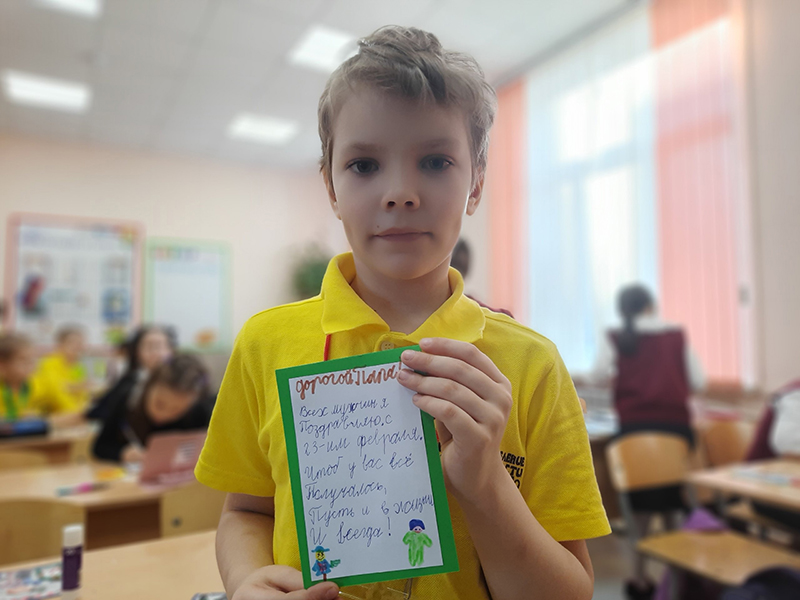 дорогой Папа!
Всех мужчин я
Поздравляю с
23-им февраля.
Чтоб у вас всё
Получалось,
Пусть и в жизни
И всегда!